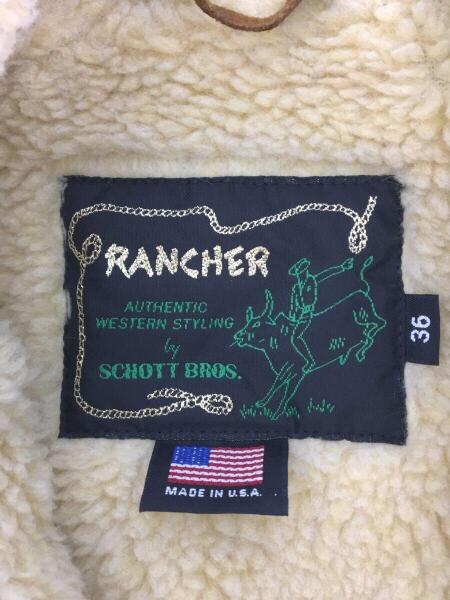 RANCHER
AUTHENTIC
WESTERN STYLING
by
SCHOTT BROS.
36
MADE IN U.S.A.